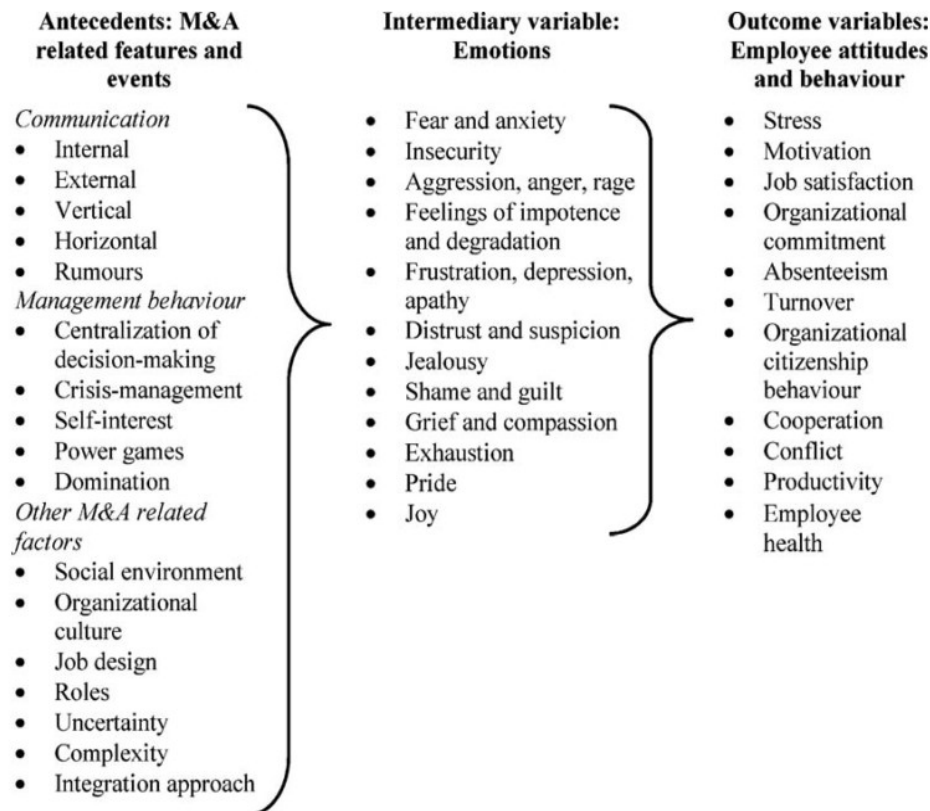 Antecedents: M&A
related features and
events
Communication
• Internal
• External
• Vertical
• Horizontal
• Rumours
Management behaviour
• Centralization of
decision-making
• Crisis-management
• Self-interest
• Power games
• Domination
Other M&A related
factors
• Social environment
• Organizational
culture
• Job design
• Roles
• Uncertainty
• Complexity
• Integration approach
Intermediary variable:
Emotions
• Fear and anxiety
• Insecurity
• Aggression, anger, rage
• Feelings of impotence
and degradation
• Frustration, depression,
apathy
• Distrust and suspicion
• Jealousy
• Shame and guilt
• Grief and compassion
• Exhaustion
• Pride
• Joy
Outcome variables:
Employee attitudes
and behaviour
• Stress
• Motivation
• Job satisfaction
• Organizational
commitment
• Absenteeism
• Turnover
• Organizational
citizenship
behaviour
• Cooperation
• Conflict
• Productivity
• Employee
health